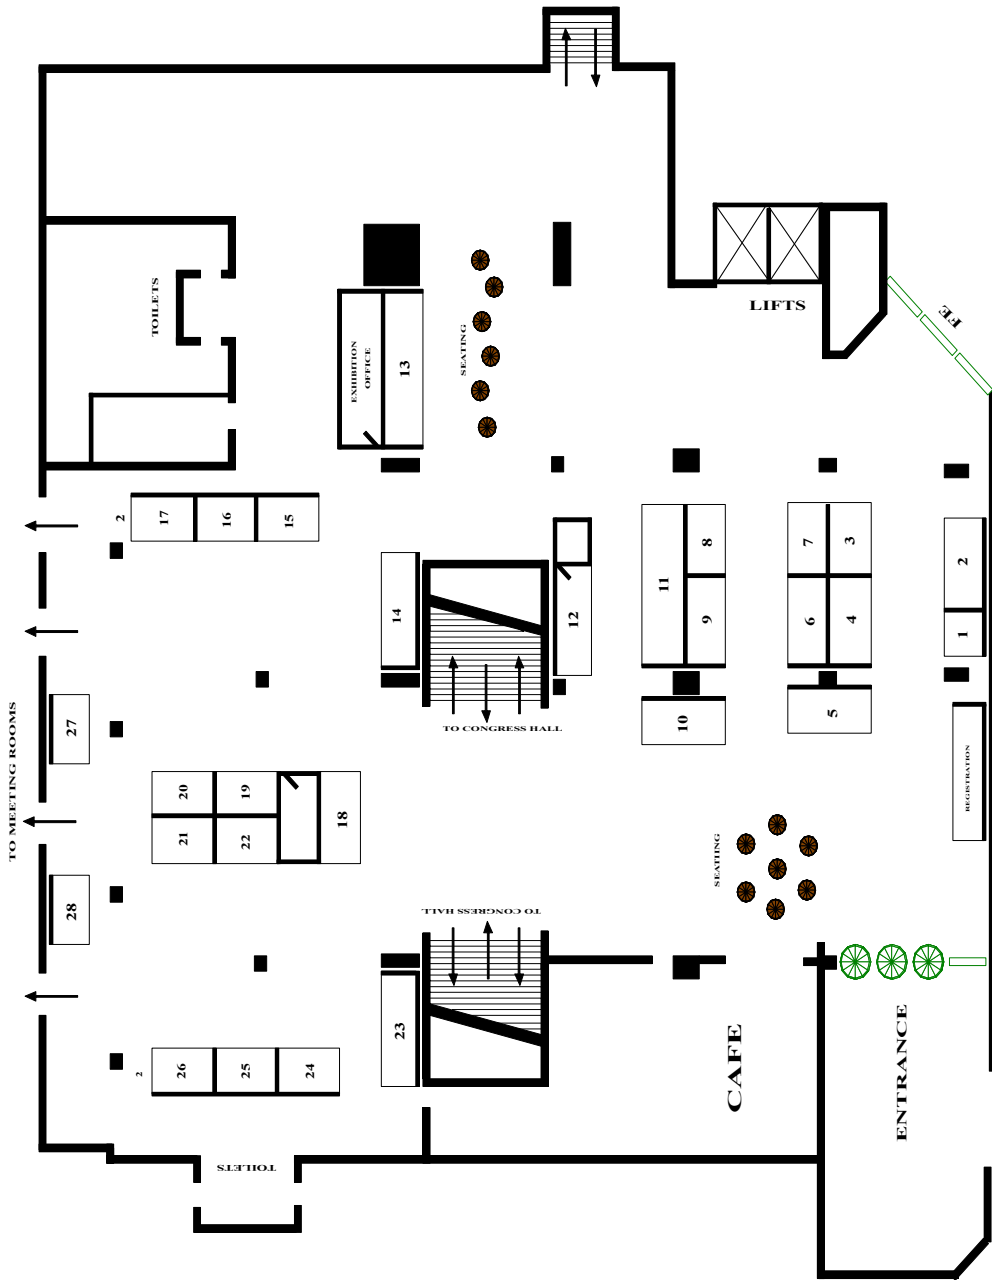 LIFTS
FE
TOILETS
SEATING
EXHIBITION
OFFICE
13
17
16
15
2
14
12
11
8
9
7
3
6
4
2
1
10
5
TO CONGRESS HALL
REGISTRATION
TO MEETING ROOMS
27
28
20
19
21
22
18
SEATING
TO CONGRESS HALL
23
26
25
24
2
CAFE
ENTRANCE
TOILETS